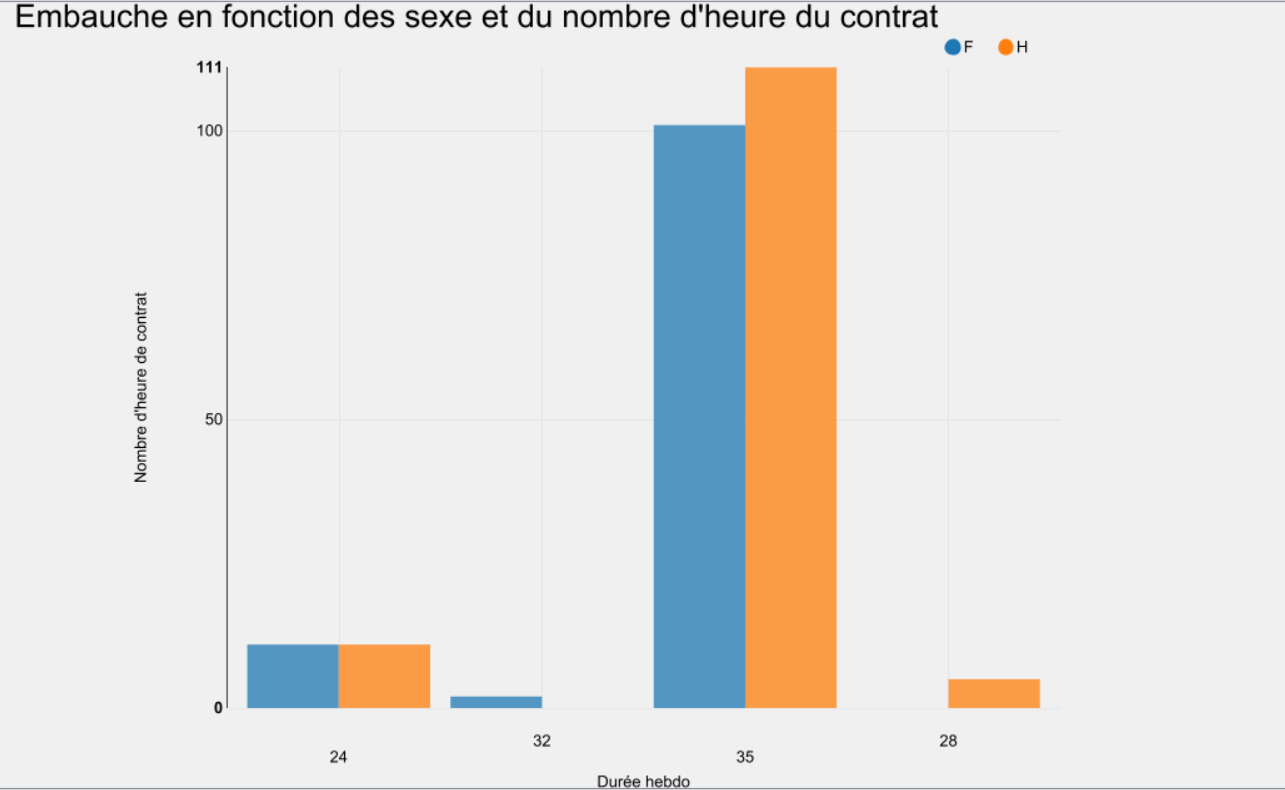 Embauche en fonction des sexe et du nombre d'heure du contrat
F H
111
100
50
0
Nombre d'heure de contrat
24 32 35 28
Durée hebdo